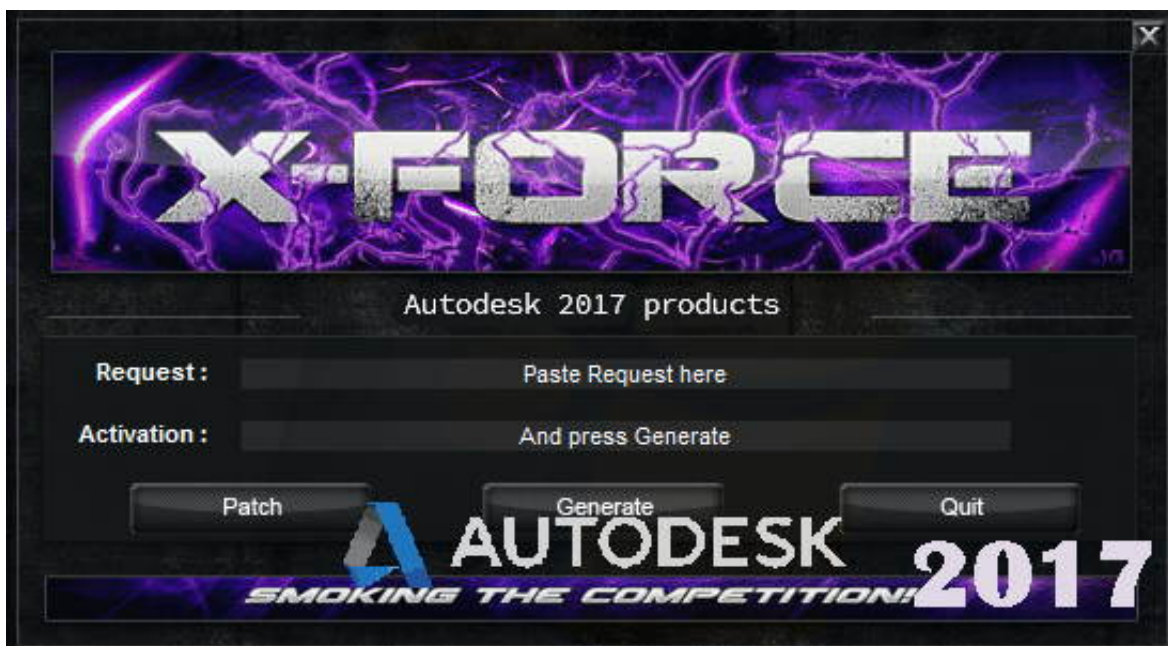 X-FORCE
Autodesk 2017 products
Request : Paste Request here
Activation : And press Generate
Patch Generate Quit
AUTODESK 2017
SMOKING THE COMPETITION!